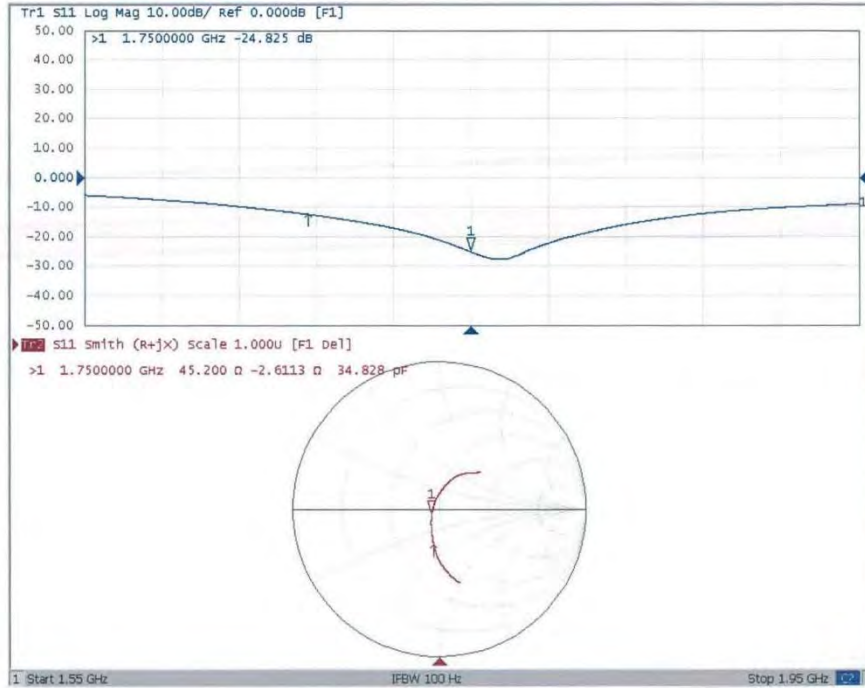 Tr1 S11 Log Mag 10.00dB/ Ref 0.000dB [F1]
50.00
>1 1.7500000 GHz -24.825 dB
40.00
30.00
20.00
10.00
0.000
-10.00
1
-20.00
1
-30.00
-40.00
-50.00
Tr2 S11 Smith (R+jX) Scale 1.000U [F1 Del]
>1 1.7500000 GHz 45.200 Ω -2.6113 Ω 34.828 pF
1
1 Start 1.55 GHz IFBW 100 Hz Stop 1.95 GHz C2